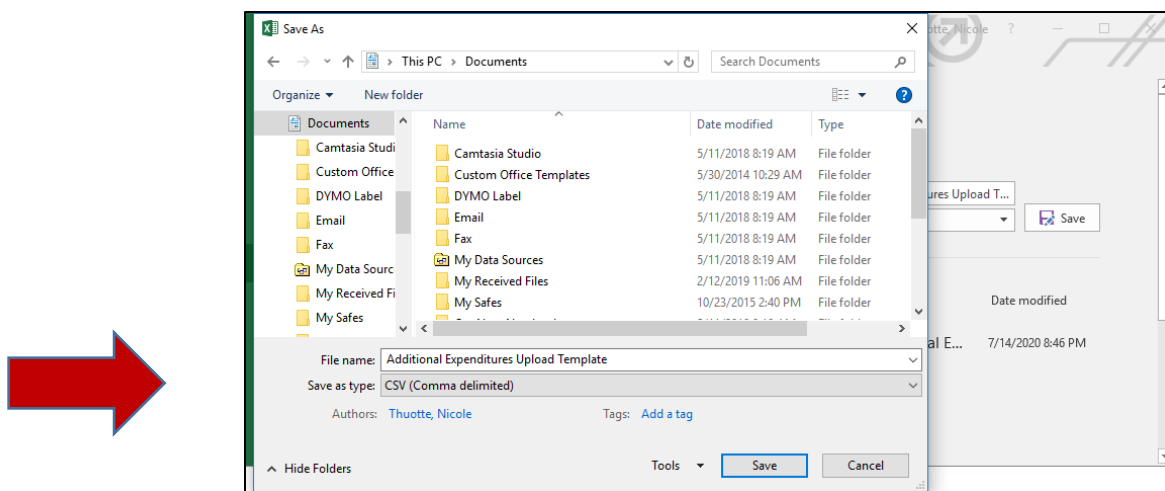 Save As
otte, Nicole ?
This PC > Documents
Search Documents
Organize
New folder
?
Documents
Name
Date modified
Type
Camtasia Studi
Camtasia Studio
5/11/2018 8:19 AM
File folder
Custom Office
Custom Office Templates
5/30/2014 10:29 AM
File folder
DYMO Label
DYMO Label
5/11/2018 8:19 AM
File folder
ures Upload T...
Email
Email
5/11/2018 8:19 AM
File folder
Save
Fax
Fax
5/11/2018 8:19 AM
File folder
My Data Sourc
My Data Sources
5/11/2018 8:19 AM
File folder
My Received Fi
My Received Files
2/12/2019 11:06 AM
File folder
My Safes
My Safes
10/23/2015 2:40 PM
File folder
Date modified
al E...
7/14/2020 8:46 PM
File name: Additional Expenditures Upload Template
Save as type: CSV (Comma delimited)
Authors: Thuotte, Nicole
Tags: Add a tag
Hide Folders
Tools
Save
Cancel